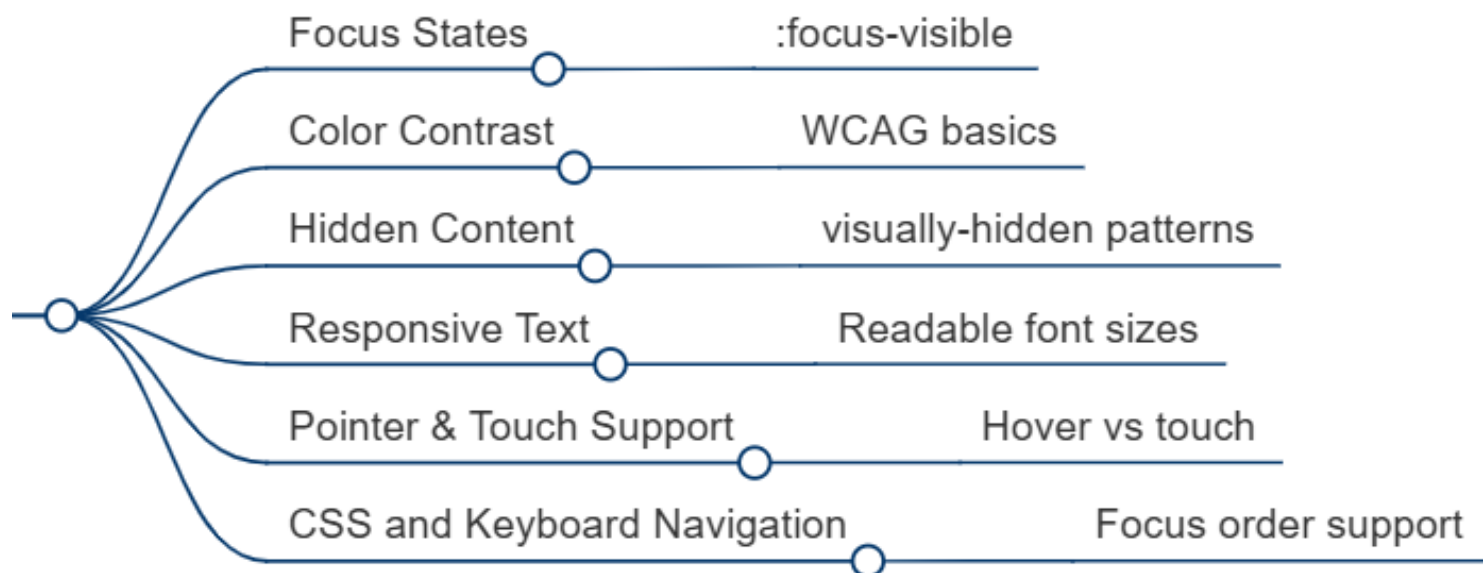 Focus States :focus-visible
Color Contrast WCAG basics
Hidden Content visually-hidden patterns
Responsive Text Readable font sizes
Pointer & Touch Support Hover vs touch
CSS and Keyboard Navigation Focus order support